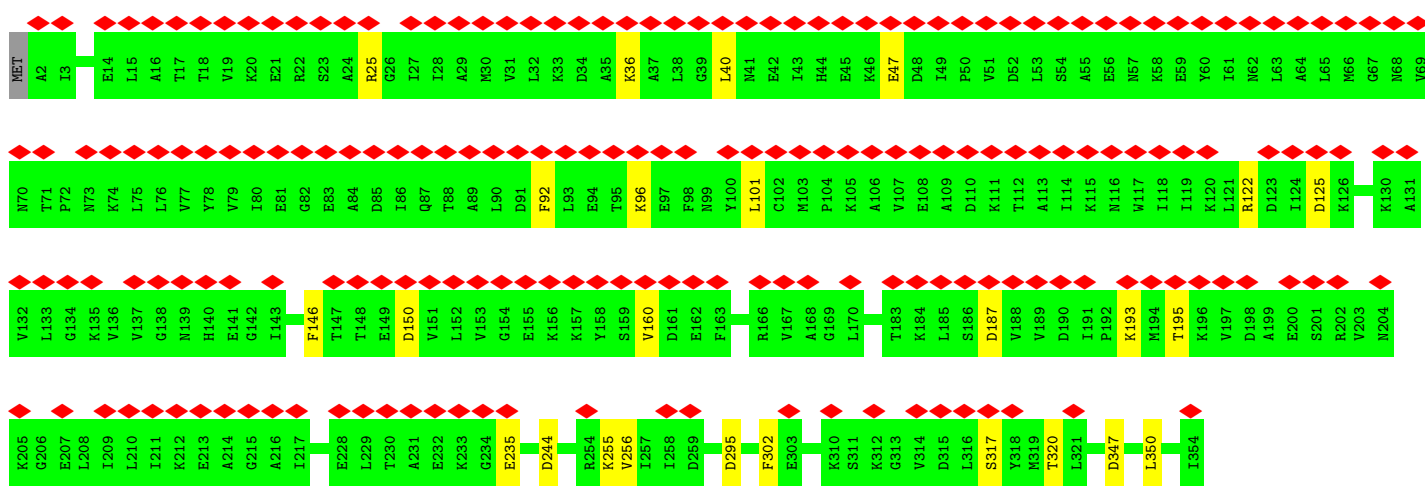 MET A2 I3 E14 L15 A16 T17 T18 V19 K20 E21 R22 S23 A24 R25 G26 I27 I28 A29 M30 V31 L32 K33 D34 A35 K36 A37 L38 G39 L40 N41 E42 I43 H44 E45 K46 E47 D48 I49 P50 V51 D52 L53 S54 A55 E56 N57 K58 E59 Y60 I61 N62 L63 A64 L65 M66 G67 N68 V69
N70 T71 P72 N73 K74 L75 L76 V77 Y78 V79 I80 E81 G82 E83 A84 D85 I86 Q87 T88 A89 L90 D91 F92 L93 E94 T95 K96 E97 F98 N99 Y100 L101 C102 M103 P104 K105 A106 V107 E108 A109 D110 K111 T112 A113 I114 K115 N116 W117 I118 I119 K120 L121 R122 D123 I124 D125 K126 K130 A131
V132 L133 G134 K135 V136 V137 G138 N139 H140 E141 G142 I143 F146 T147 T148 E149 D150 V151 L152 V153 G154 E155 K156 K157 Y158 S159 V160 D161 E162 F163 R166 V167 A168 G169 L170 T183 K184 L185 S186 D187 V188 V189 D190 I191 P192 K193 M194 T195 K196 V197 D198 A199 E200 S201 R202 V203 N204
K205 G206 E207 L208 I209 L210 I211 K212 E213 A214 G215 A216 I217 E228 L229 T230 A231 E232 K233 G234 E235 D244 R254 K255 V256 I257 I258 D259 D295 F302 E303 K310 S311 K312 G313 V314 D315 L316 S317 Y318 M319 T320 L321 D347 L350 I354